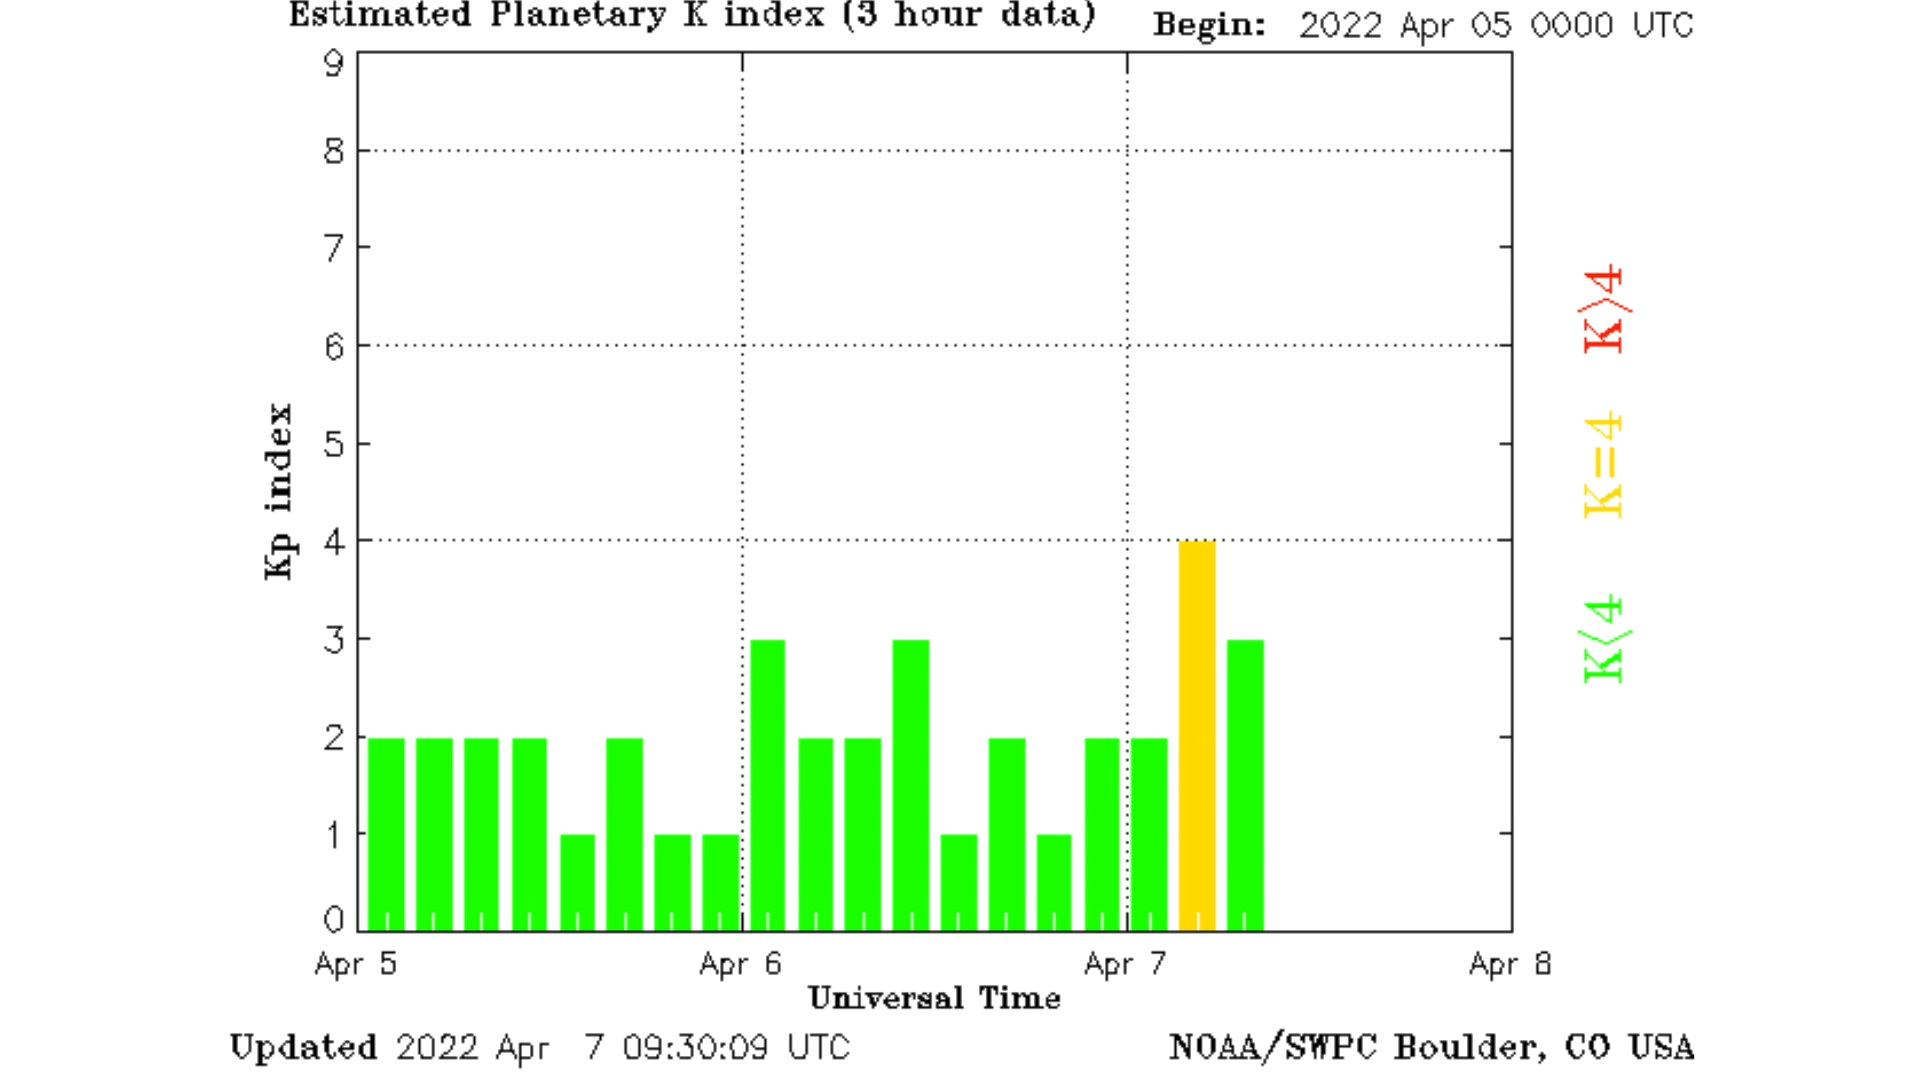 Estimated Planetary K index (3 hour data) Begin: 2022 Apr 05 0000 UTC
9
8
7
6
5
4
3
2
1
0
Kp index
K>4
K=4
K<4
Apr 5 Apr 6 Apr 7 Apr 8
Universal Time
Updated 2022 Apr 7 09:30:09 UTC NOAA/SWPC Boulder, CO USA